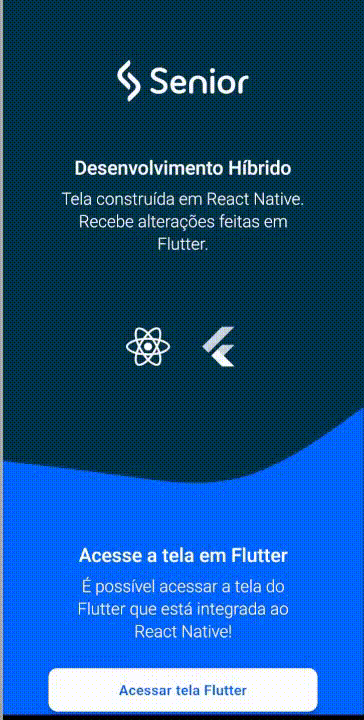 Senior
Desenvolvimento Híbrido
Tela construída em React Native.
Recebe alterações feitas em
Flutter.
Acesse a tela em Flutter
É possível acessar a tela do
Flutter que está integrada ao
React Native!
Acessar tela Flutter